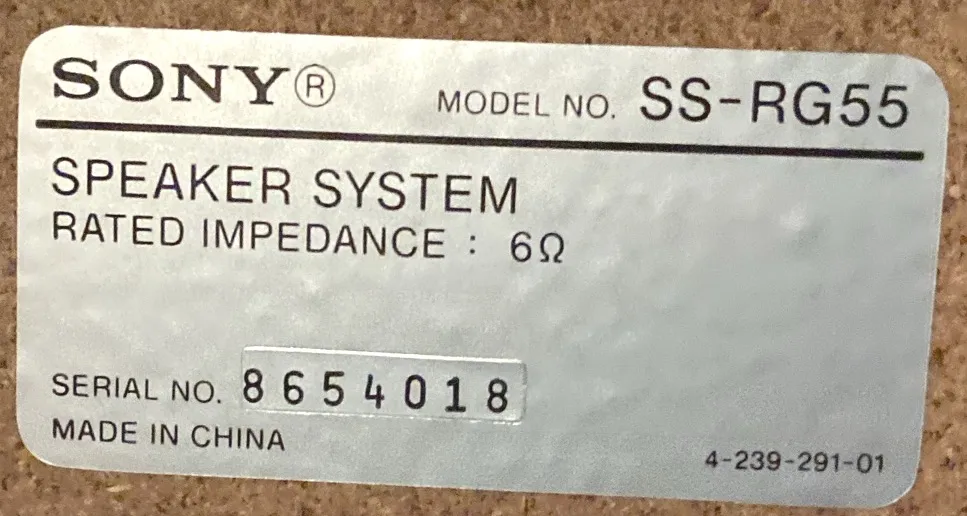 SONY® MODEL NO. SS-RG55
SPEAKER SYSTEM
RATED IMPEDANCE : 6Ω
SERIAL NO. 8654018
MADE IN CHINA
4-239-291-01